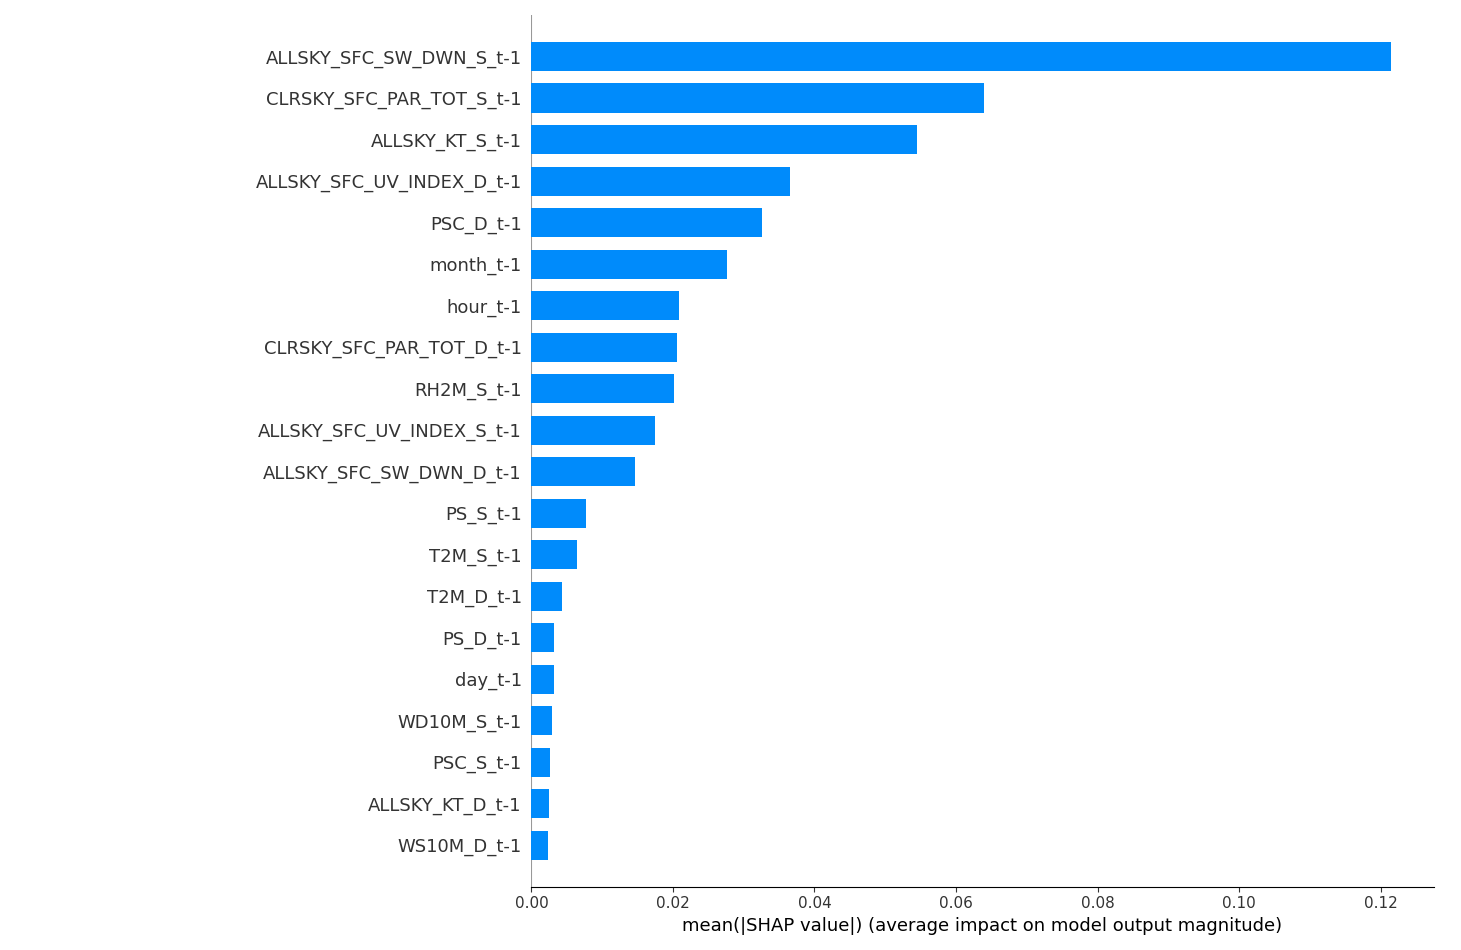 ALLSKY_SFC_SW_DWN_S_t-1
CLRSKY_SFC_PAR_TOT_S_t-1
ALLSKY_KT_S_t-1
ALLSKY_SFC_UV_INDEX_D_t-1
PSC_D_t-1
month_t-1
hour_t-1
CLRSKY_SFC_PAR_TOT_D_t-1
RH2M_S_t-1
ALLSKY_SFC_UV_INDEX_S_t-1
ALLSKY_SFC_SW_DWN_D_t-1
PS_S_t-1
T2M_S_t-1
T2M_D_t-1
PS_D_t-1
day_t-1
WD10M_S_t-1
PSC_S_t-1
ALLSKY_KT_D_t-1
WS10M_D_t-1
0.00 0.02 0.04 0.06 0.08 0.10 0.12
mean(|SHAP value|) (average impact on model output magnitude)